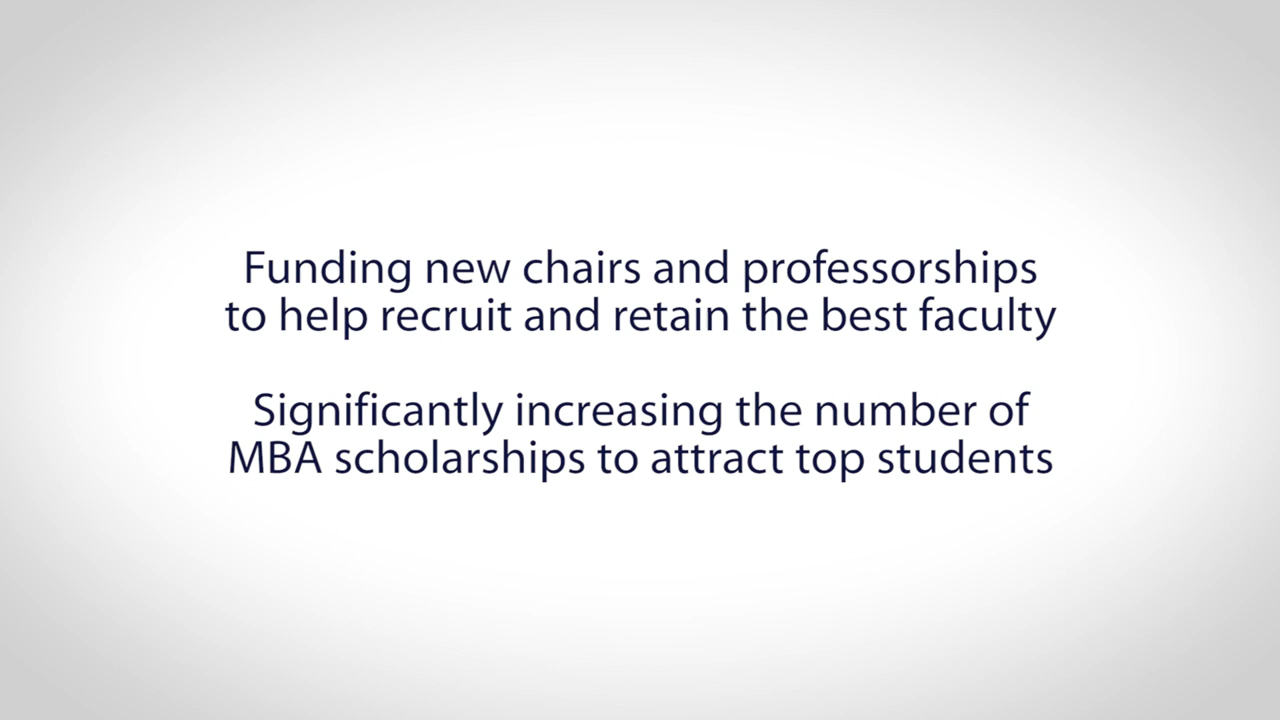 Funding new chairs and professorships
to help recruit and retain the best faculty
Significantly increasing the number of
MBA scholarships to attract top students